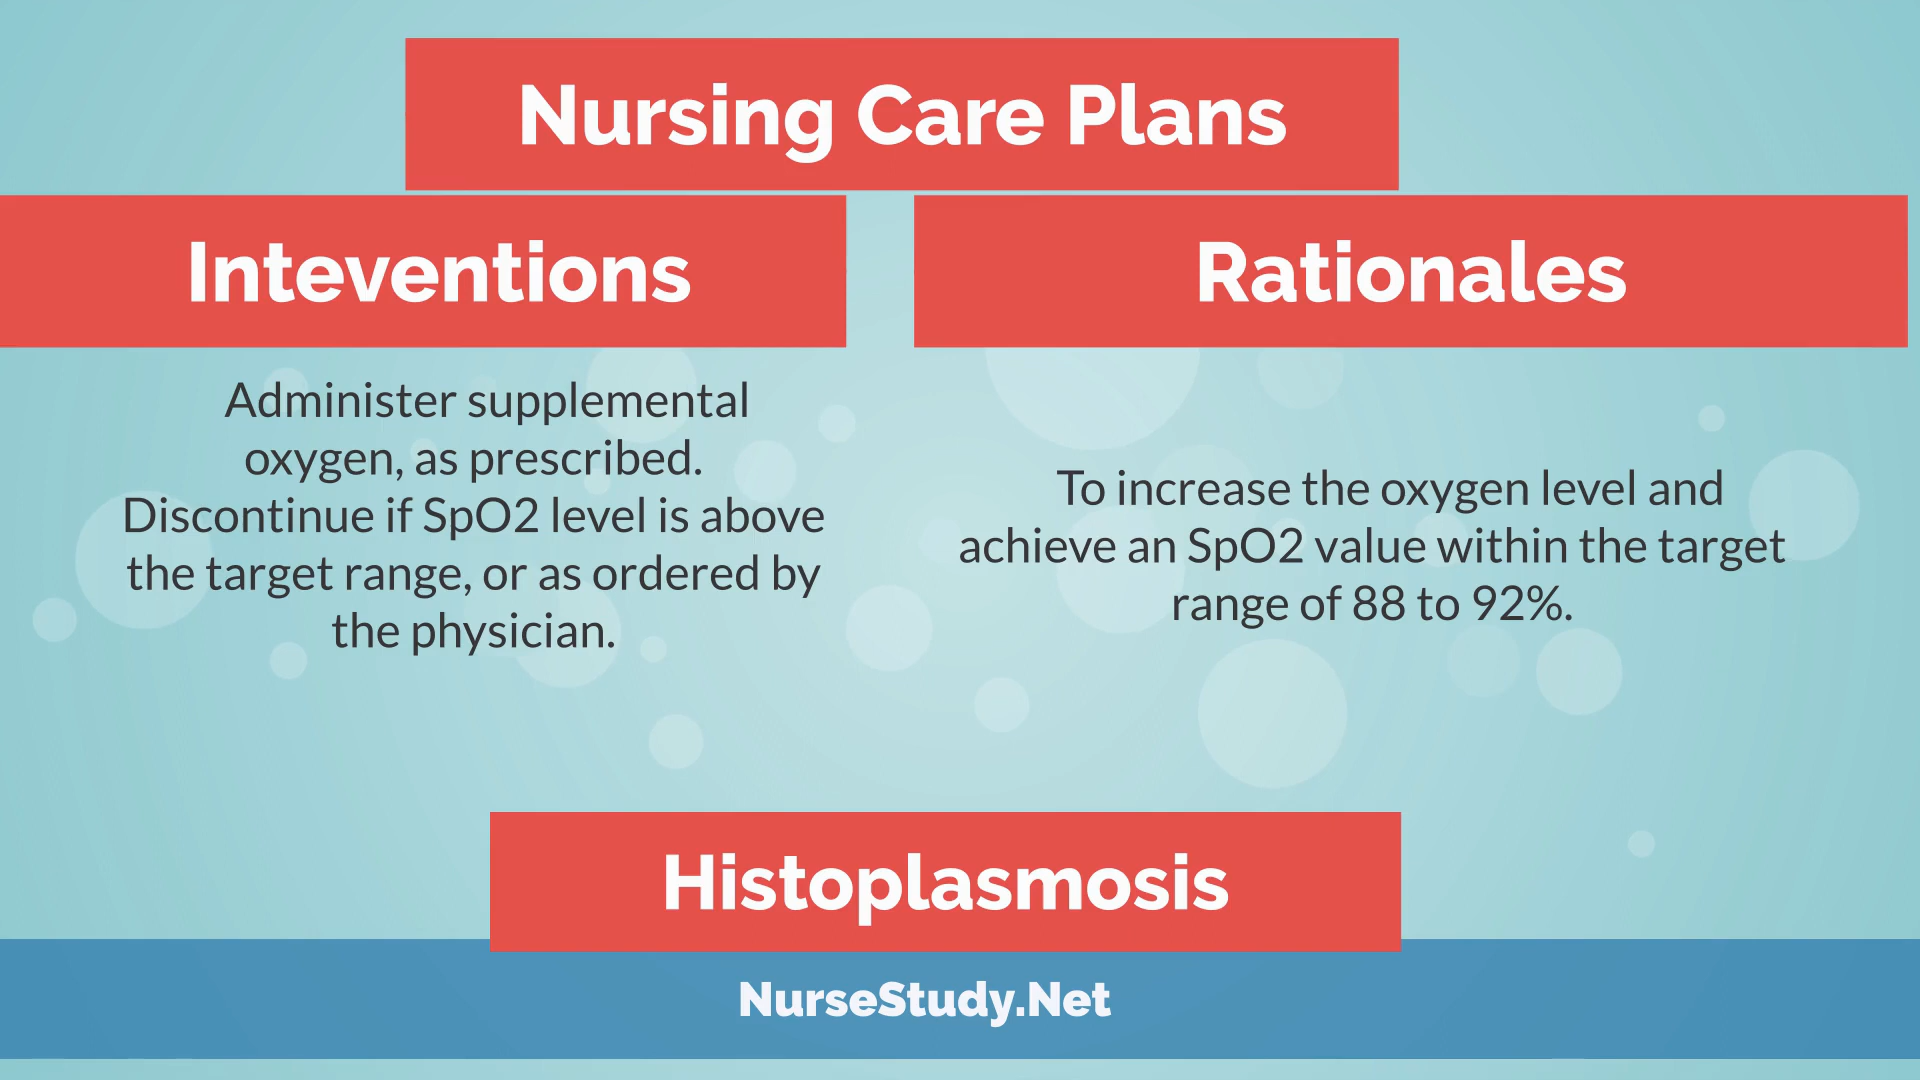 Nursing Care Plans
Inteventions
Rationales
Administer supplemental
oxygen, as prescribed.
Discontinue if SpO2 level is above
the target range, or as ordered by
the physician.
To increase the oxygen level and
achieve an SpO2 value within the target
range of 88 to 92%.
Histoplasmosis
NurseStudy.Net